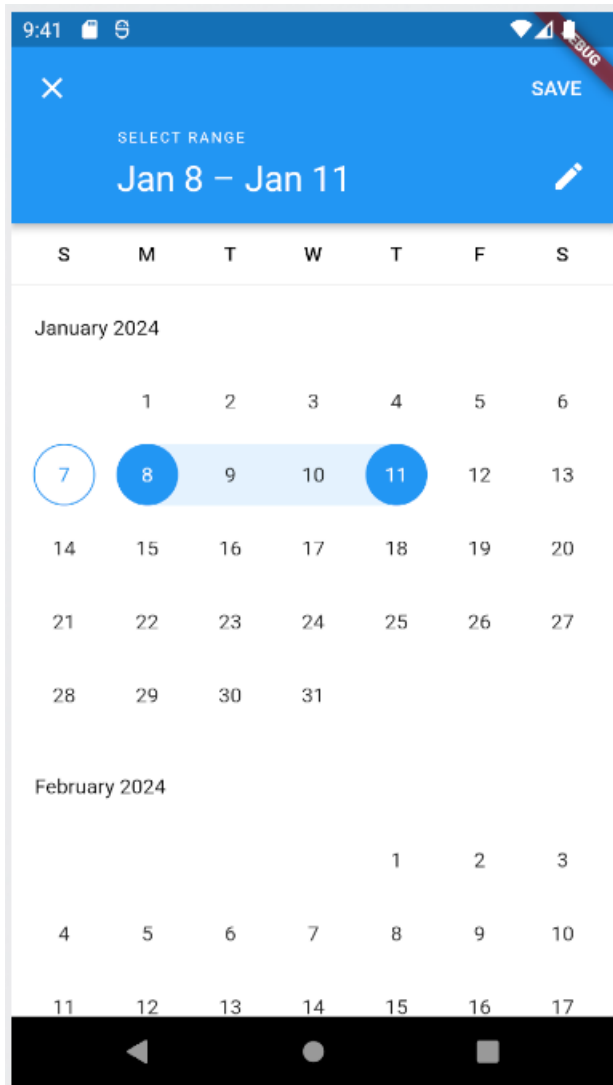 9:41
DEBUG
SAVE
SELECT RANGE
Jan 8 – Jan 11
S M T W T F S
January 2024
1 2 3 4 5 6
7 8 9 10 11 12 13
14 15 16 17 18 19 20
21 22 23 24 25 26 27
28 29 30 31
February 2024
1 2 3
4 5 6 7 8 9 10
11 12 13 14 15 16 17